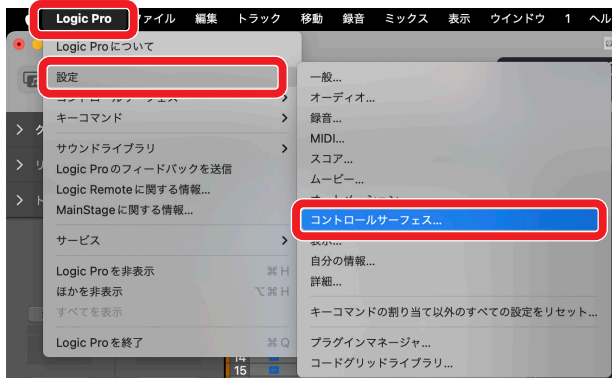 Logic Pro ファイル 編集 トラック 移動 録音 ミックス 表示 ウインドウ 1 ヘル
Logic Proについて
設定
コントロールサーフェス
キーコマンド
サウンドライブラリ
Logic Proのフィードバックを送信
Logic Remoteに関する情報...
MainStageに関する情報...
サービス
Logic Proを非表示 ⌘H
ほかを非表示 ⌥⌘H
すべてを表示
Logic Proを終了 ⌘Q
一般...
オーディオ...
録音...
MIDI...
スコア...
ムービー...
オートメーション...
コントロールサーフェス...
表示...
自分の情報...
詳細...
キーコマンドの割り当て以外のすべての設定をリセット...
プラグインマネージャ...
コードグリッドライブラリ...
14
15